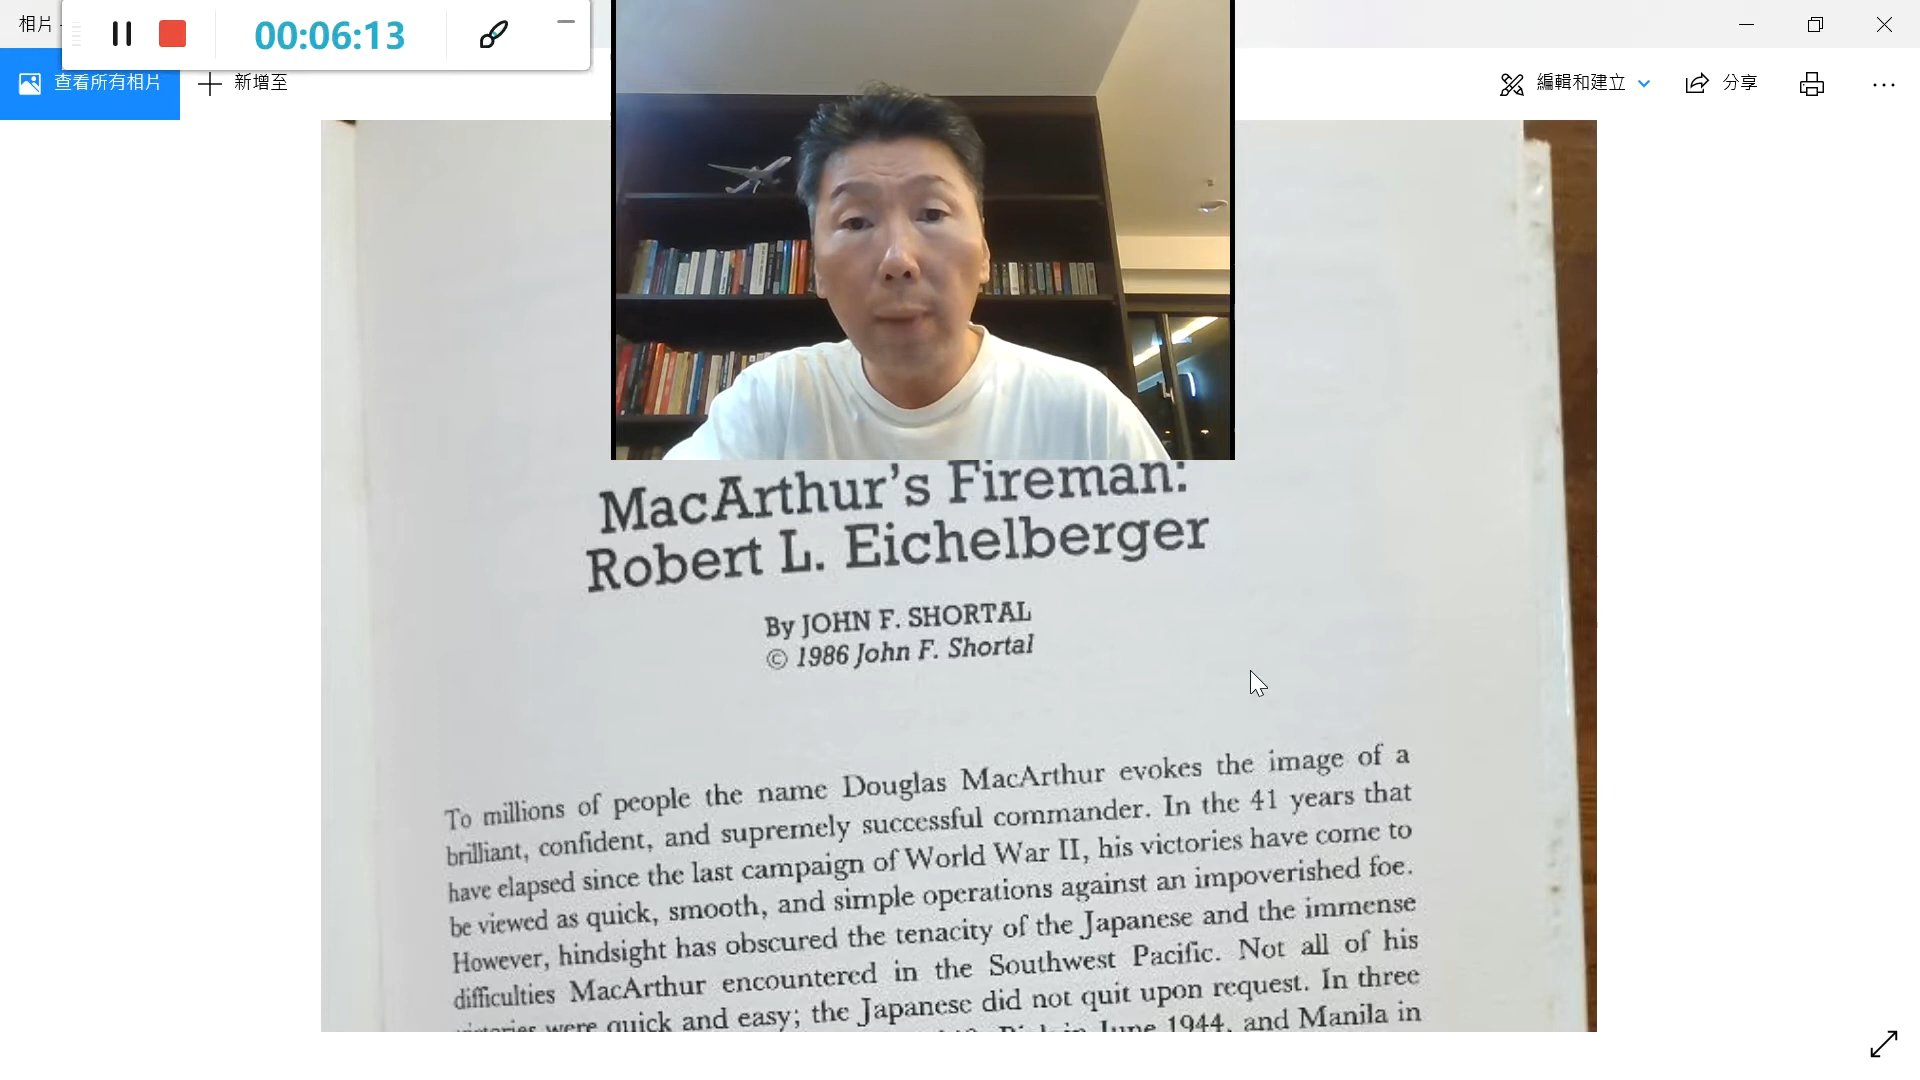 相片
00:06:13
查看所有相片
新增至
編輯和建立
分享
MacArthur's Fireman:
Robert L. Eichelberger
By JOHN F. SHORTAL
© 1986 John F. Shortal
To millions of people the name Douglas MacArthur evokes the image of a
brilliant, confident, and supremely successful commander. In the 41 years that
have elapsed since the last campaign of World War II, his victories have come to
be viewed as quick, smooth, and simple operations against an impoverished foe.
However, hindsight has obscured the tenacity of the Japanese and the immense
difficulties MacArthur encountered in the Southwest Pacific. Not all of his
victories were quick and easy; the Japanese did not quit upon request. In three
in June 1944, and Manila in